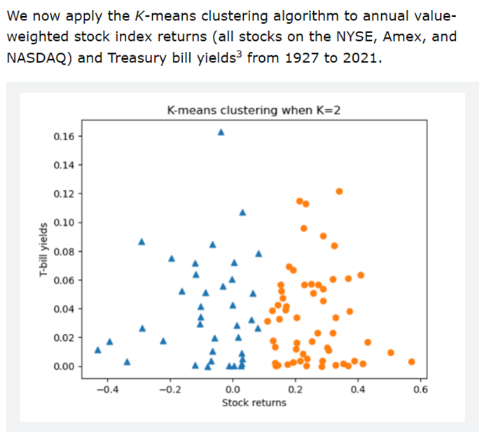 We now apply the K-means clustering algorithm to annual value-
weighted stock index returns (all stocks on the NYSE, Amex, and
NASDAQ) and Treasury bill yields³ from 1927 to 2021.
K-means clustering when K=2
T-bill yields
0.16
0.14
0.12
0.10
0.08
0.06
0.04
0.02
0.00
−0.4 −0.2 0.0 0.2 0.4 0.6
Stock returns